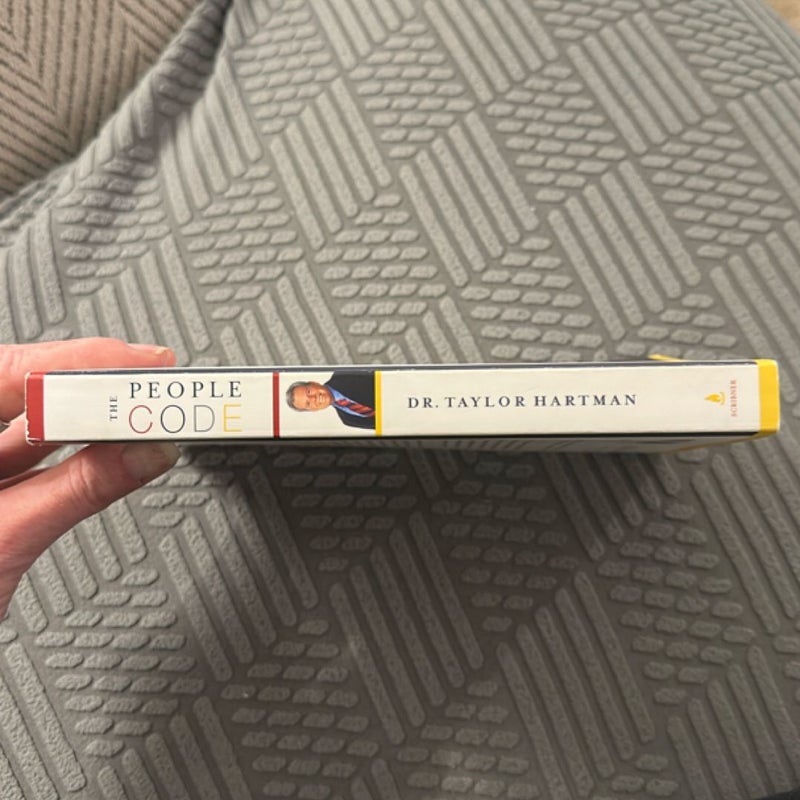 THE
PEOPLE
CODE
DR. TAYLOR HARTMAN
SCRIBNER